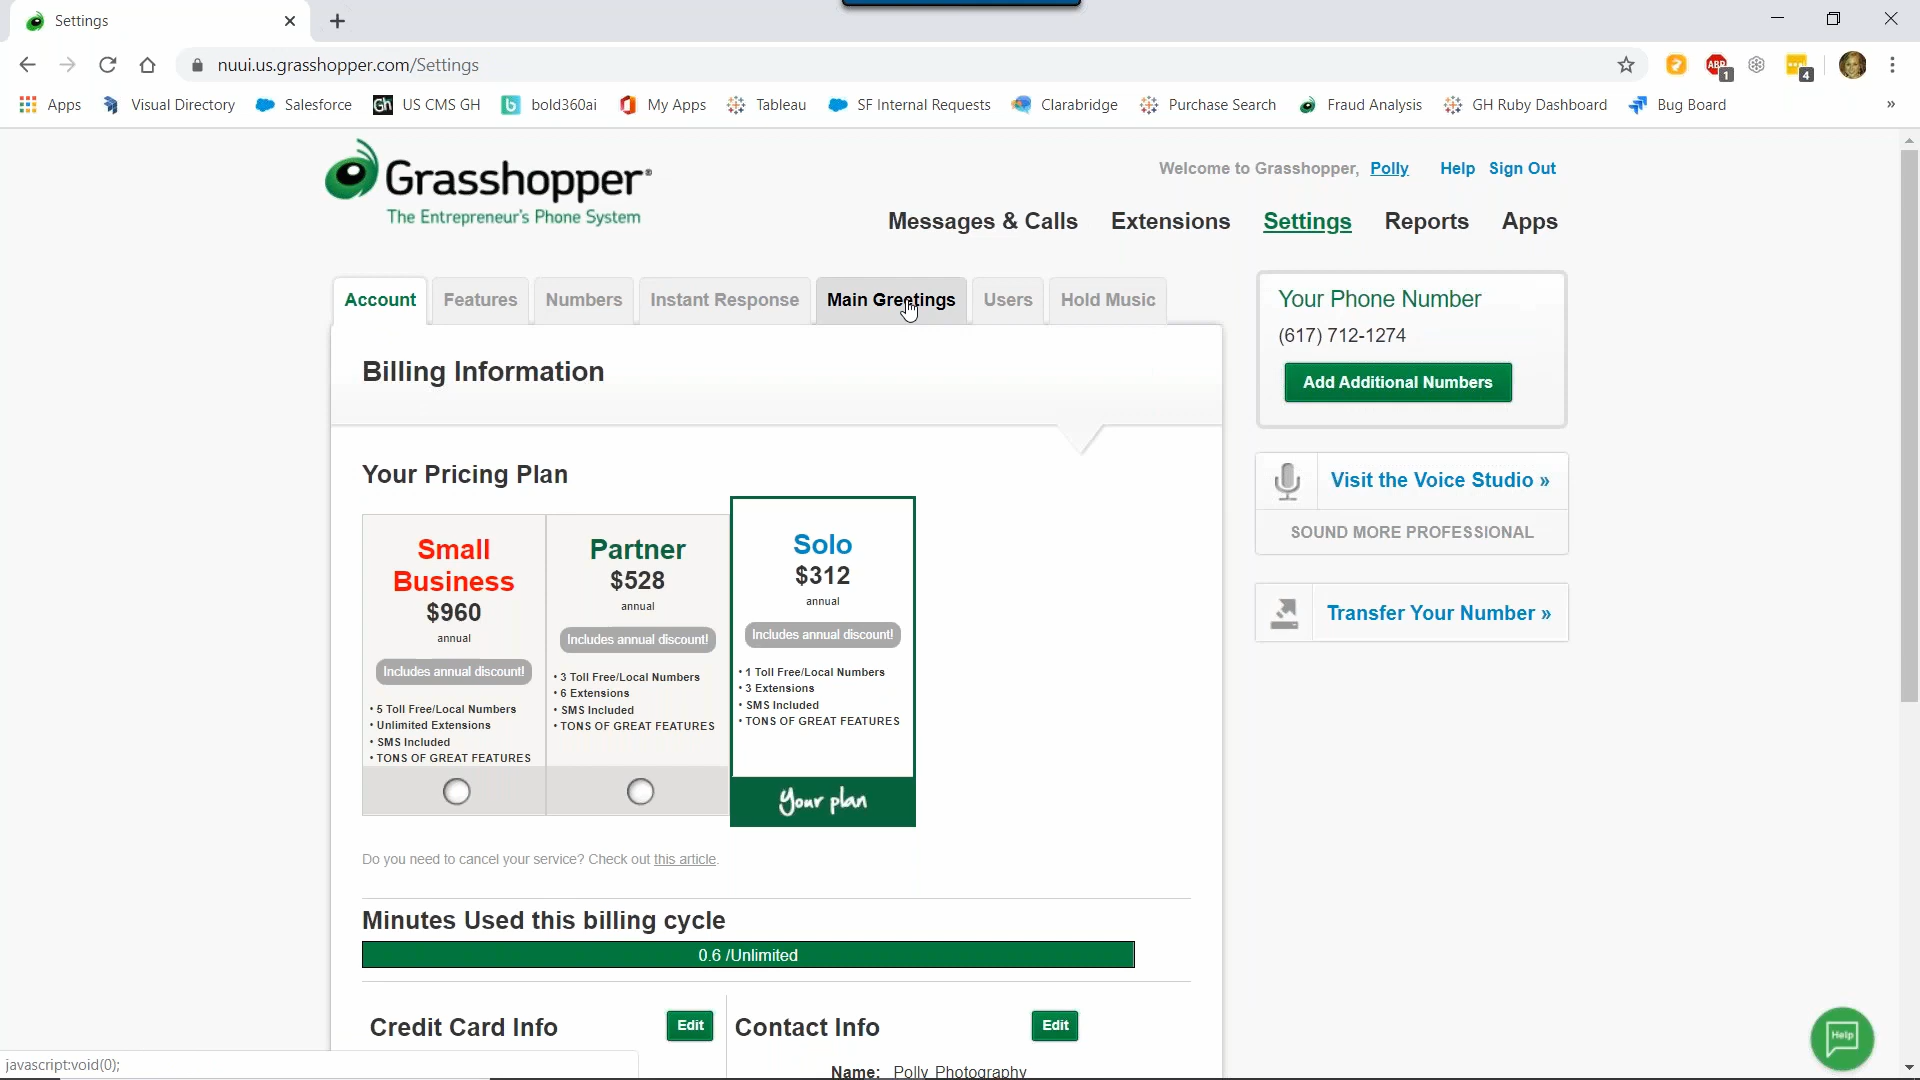 Settings
nuui.us.grasshopper.com/Settings
ABP
1
4
Apps
Visual Directory
Salesforce
Gh
US CMS GH
b
bold360ai
My Apps
Tableau
SF Internal Requests
Clarabridge
Purchase Search
Fraud Analysis
GH Ruby Dashboard
Bug Board
»
Grasshopper®
The Entrepreneur's Phone System
Welcome to Grasshopper, Polly
Help
Sign Out
Messages & Calls
Extensions
Settings
Reports
Apps
Account
Features
Numbers
Instant Response
Main Greetings
Users
Hold Music
Billing Information
Your Pricing Plan
Small
Business
$960
annual
Includes annual discount!
• 5 Toll Free/Local Numbers
• Unlimited Extensions
• SMS Included
• TONS OF GREAT FEATURES
Partner
$528
annual
Includes annual discount!
• 3 Toll Free/Local Numbers
• 6 Extensions
• SMS Included
• TONS OF GREAT FEATURES
Solo
$312
annual
Includes annual discount!
• 1 Toll Free/Local Numbers
• 3 Extensions
• SMS Included
• TONS OF GREAT FEATURES
Your plan
Do you need to cancel your service? Check out this article.
Minutes Used this billing cycle
0.6 /Unlimited
Credit Card Info
Edit
Contact Info
Edit
Name: Polly Photography
Your Phone Number
(617) 712-1274
Add Additional Numbers
Visit the Voice Studio »
SOUND MORE PROFESSIONAL
Transfer Your Number »
Help
javascript:void(0);